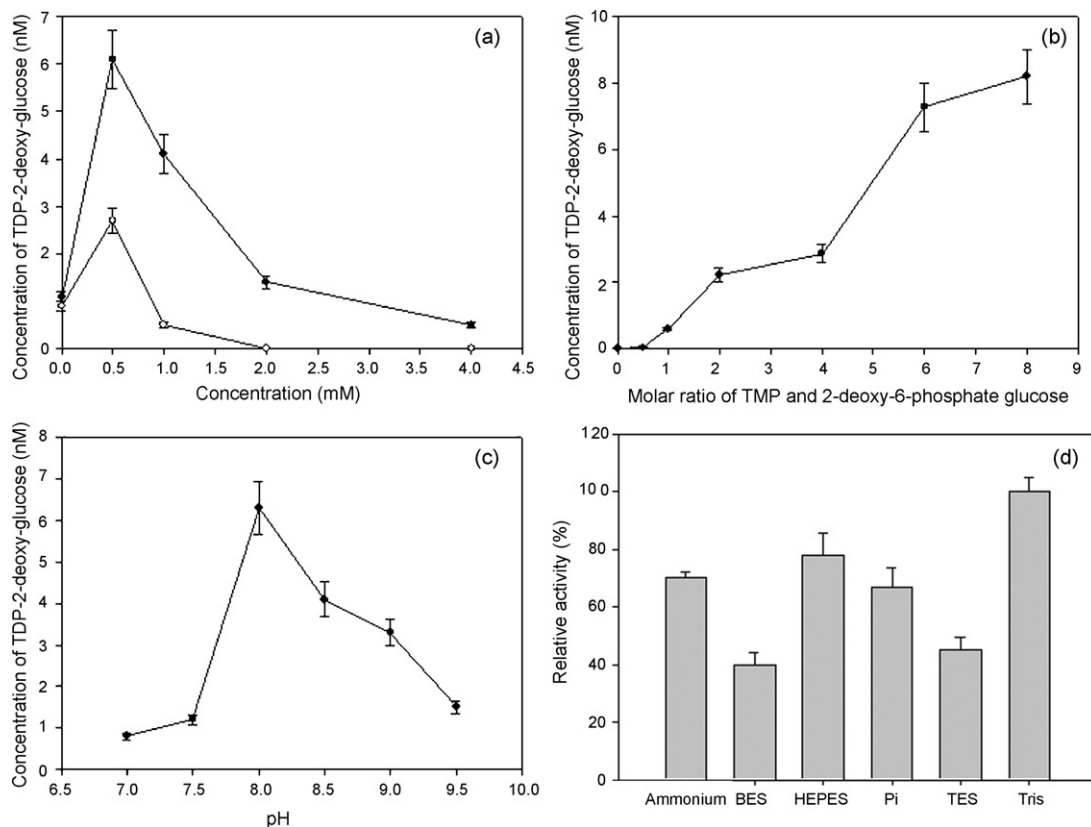 (a)
Concentration of TDP-2-deoxy-glucose (nM)
7
6
5
4
3
2
1
0
0.0 0.5 1.0 1.5 2.0 2.5 3.0 3.5 4.0 4.5
Concentration (mM)
(b)
Concentration of TDP-2-deoxy-glucose (nM)
10
8
6
4
2
0
0 1 2 3 4 5 6 7 8 9
Molar ratio of TMP and 2-deoxy-6-phosphate glucose
(c)
Concentration of TDP-2-deoxy-glucose (nM)
8
7
6
5
4
3
2
1
0
6.5 7.0 7.5 8.0 8.5 9.0 9.5 10.0
pH
(d)
Relative activity (%)
120
100
80
60
40
20
0
Ammonium BES HEPES Pi TES Tris